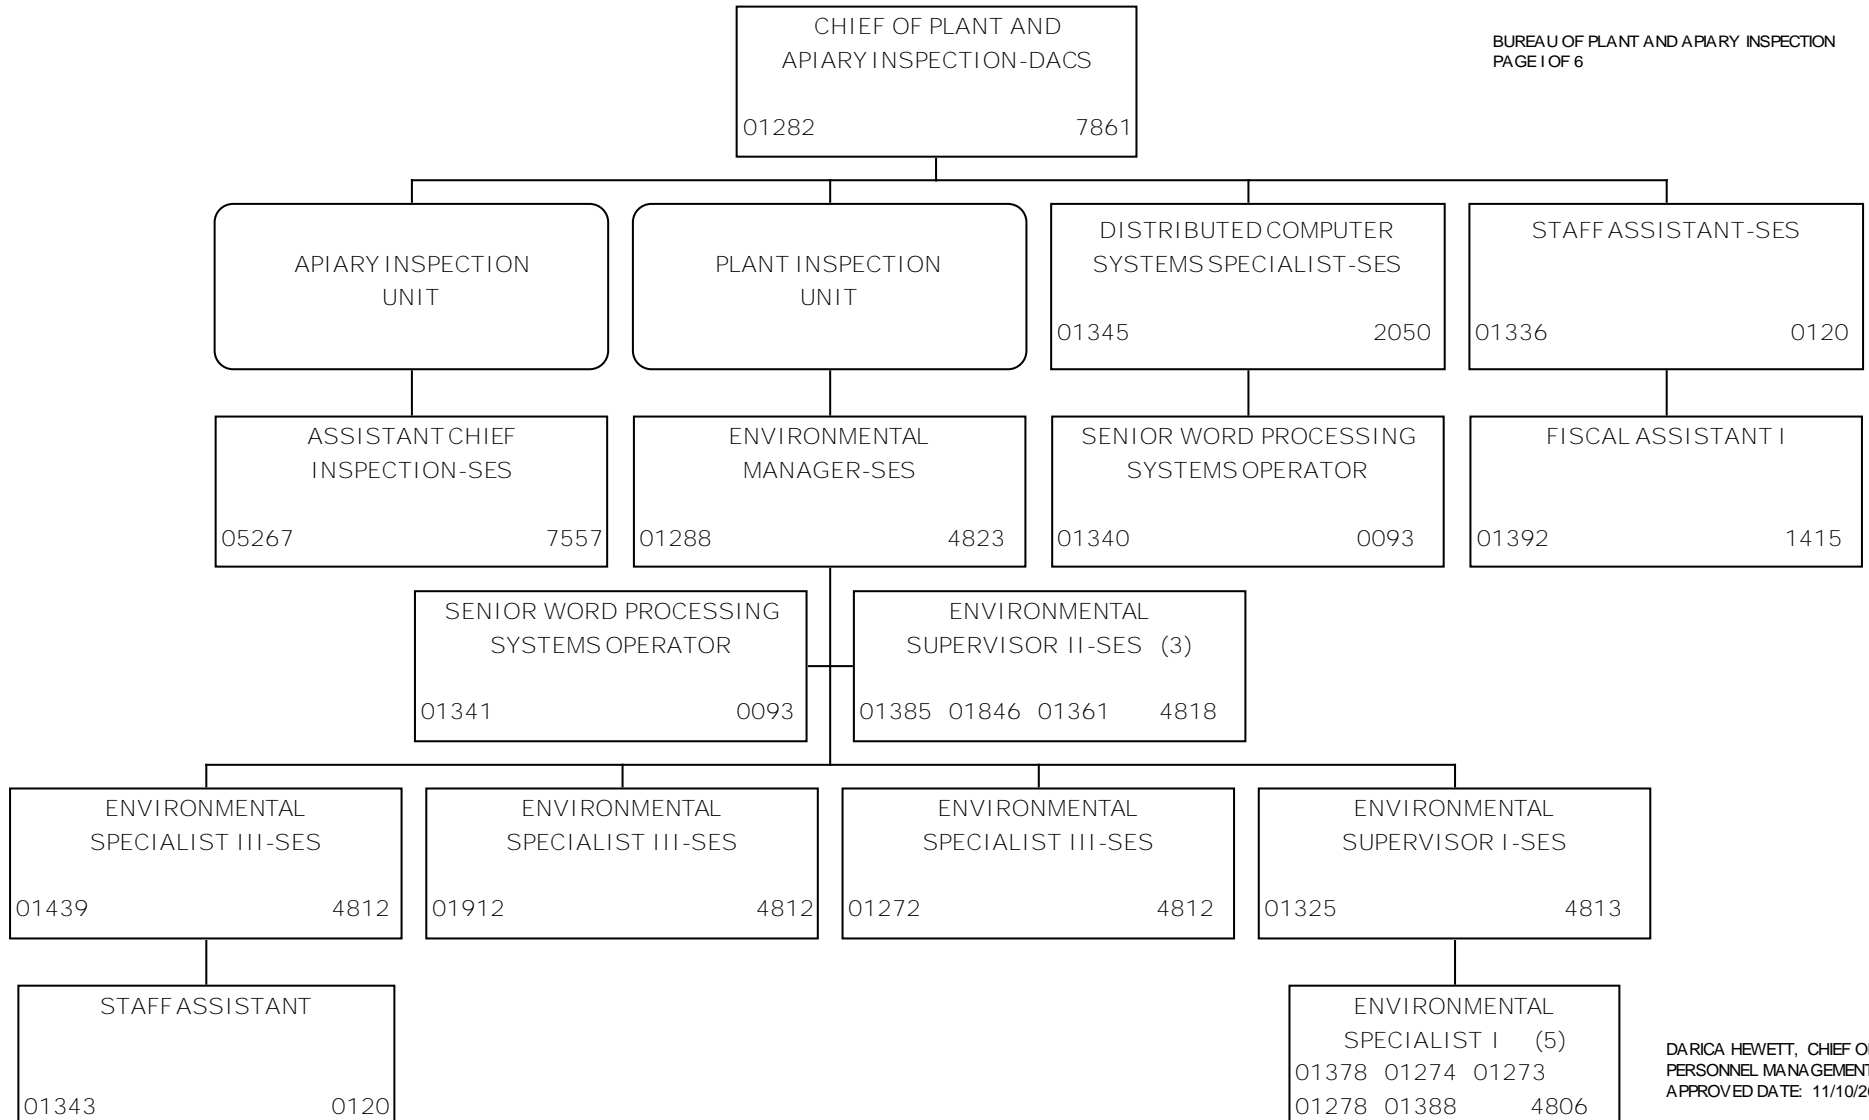 CHIEF OF PLANT AND
APIARY INSPECTION-DACS
01282 7861
BUREAU OF PLANT AND APIARY INSPECTION
PAGE I OF 6
APIARY INSPECTION
UNIT
PLANT INSPECTION
UNIT
DISTRIBUTED COMPUTER
SYSTEMS SPECIALIST-SES
01345 2050
STAFF ASSISTANT-SES
01336 0120
ASSISTANT CHIEF
INSPECTION-SES
05267 7557
ENVIRONMENTAL
MANAGER-SES
01288 4823
SENIOR WORD PROCESSING
SYSTEMS OPERATOR
01340 0093
FISCAL ASSISTANT I
01392 1415
SENIOR WORD PROCESSING
SYSTEMS OPERATOR
01341 0093
ENVIRONMENTAL
SUPERVISOR II-SES (3)
01385 01846 01361 4818
ENVIRONMENTAL
SPECIALIST III-SES
01439 4812
ENVIRONMENTAL
SPECIALIST III-SES
01912 4812
ENVIRONMENTAL
SPECIALIST III-SES
01272 4812
ENVIRONMENTAL
SUPERVISOR I-SES
01325 4813
STAFF ASSISTANT
01343 0120
ENVIRONMENTAL
SPECIALIST I (5)
01378 01274 01273
01278 01388 4806
DARICA HEWETT, CHIEF
PERSONNEL MANAGEMENT
APPROVED DATE: